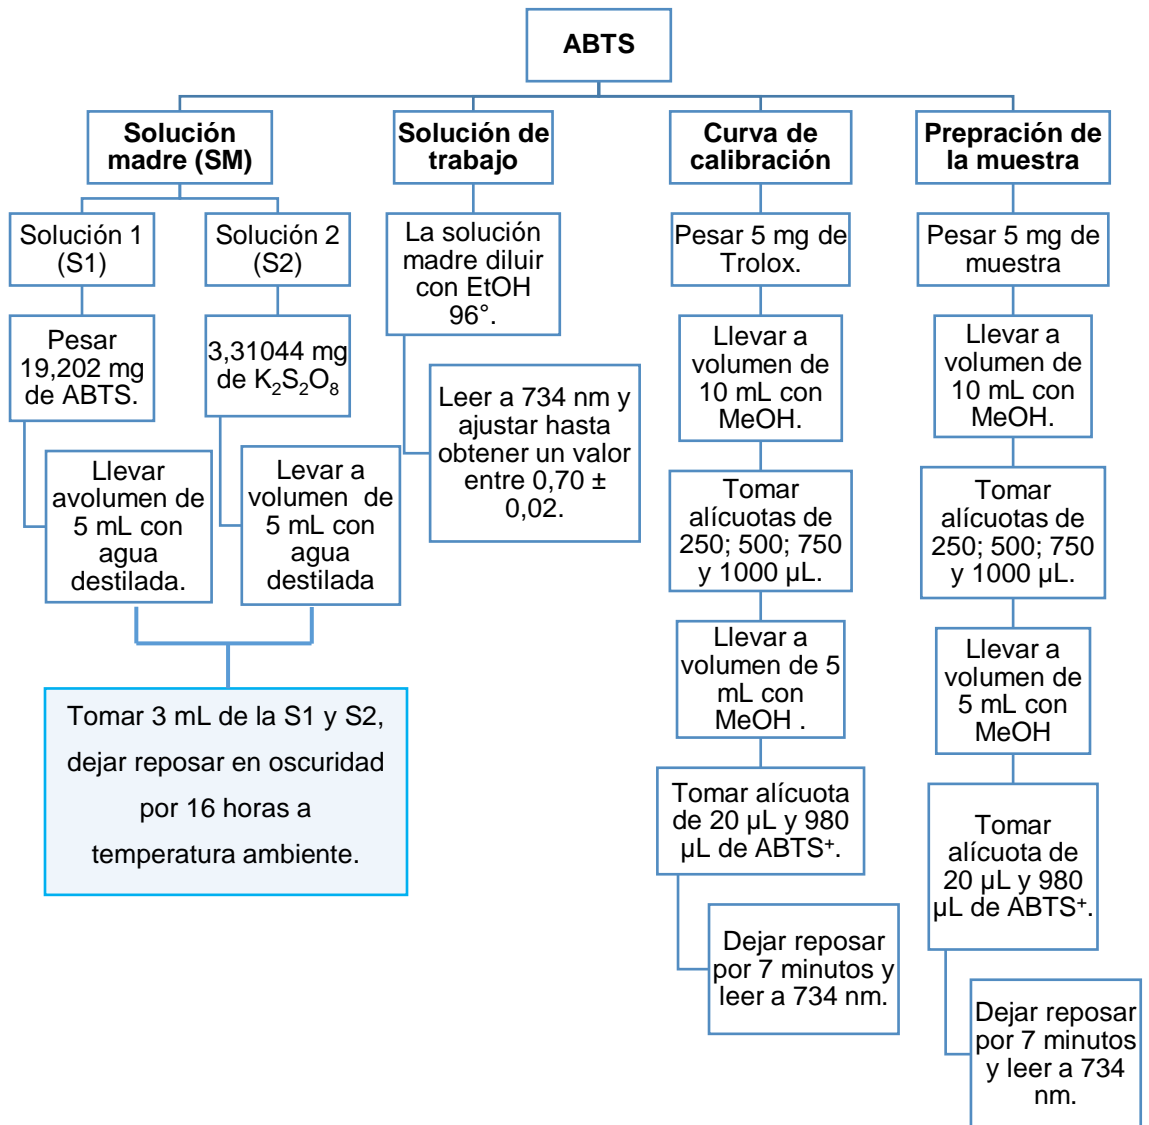 ABTS
Solución
madre (SM)
Solución 1
(S1)
Pesar
19,202 mg
de ABTS.
Llevar
avolumen de
5 mL con
agua
destilada.
Solución 2
(S2)
3,31044 mg
de K₂S₂O₈
Levar a
volumen de
5 mL con
agua
destilada
Tomar 3 mL de la S1 y S2,
dejar reposar en oscuridad
por 16 horas a
temperatura ambiente.
Solución de
trabajo
La solución
madre diluir
con EtOH
96°.
Leer a 734 nm y
ajustar hasta
obtener un valor
entre 0,70 ±
0,02.
Curva de
calibración
Pesar 5 mg de
Trolox.
Llevar a
volumen de
10 mL con
MeOH.
Tomar
alícuotas de
250; 500; 750
y 1000 µL.
Llevar a
volumen de 5
mL con
MeOH .
Tomar alícuota
de 20 µL y 980
µL de ABTS⁺.
Dejar reposar
por 7 minutos y
leer a 734 nm.
Prepración de
la muestra
Pesar 5 mg de
muestra
Llevar a
volumen de
10 mL con
MeOH.
Tomar
alícuotas de
250; 500; 750
y 1000 µL.
Llevar a
volumen de
5 mL con
MeOH
Tomar
alícuota de
20 µL y 980
µL de ABTS⁺.
Dejar reposar
por 7 minutos
y leer a 734
nm.